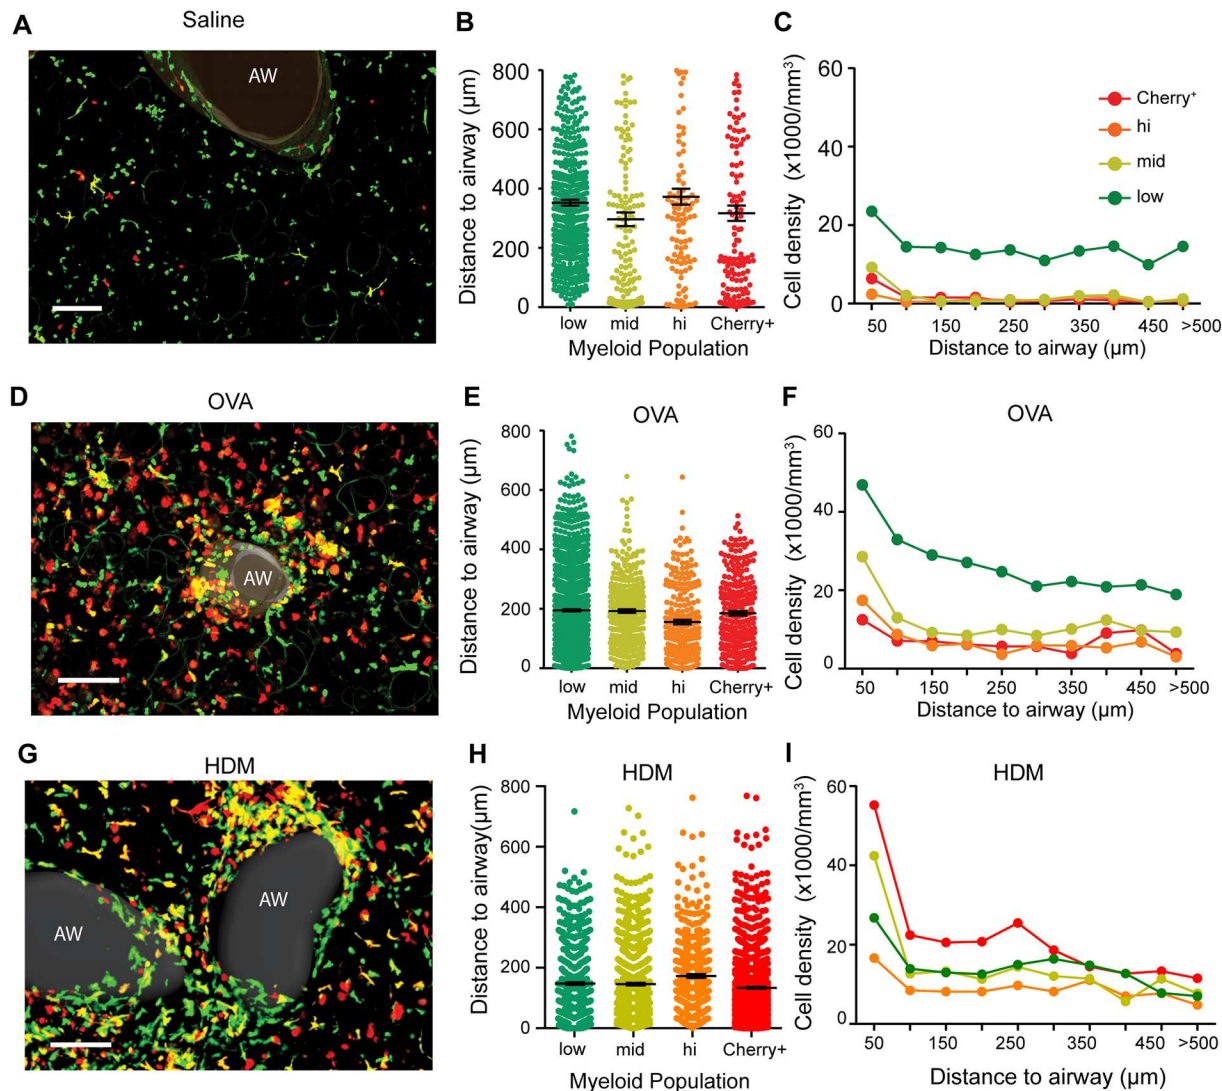 A
Saline
AW
B
Distance to airway (µm)
800
600
400
200
0
low mid hi Cherry+
Myeloid Population
C
Cell density (x1000/mm³)
60
40
20
0
Cherry⁺
hi
mid
low
50 150 250 350 450 >500
Distance to airway (µm)
D
OVA
AW
E
OVA
Distance to airway (µm)
800
600
400
200
0
low mid hi Cherry+
Myeloid Population
F
OVA
Cell density (x1000/mm³)
60
40
20
0
50 150 250 350 450 >500
Distance to airway (µm)
G
HDM
AW
AW
H
HDM
Distance to airway(µm)
800
600
400
200
0
low mid hi Cherry+
Myeloid Population
I
HDM
Cell density (x1000/mm³)
60
40
20
0
50 150 250 350 450 >500
Distance to airway (µm)